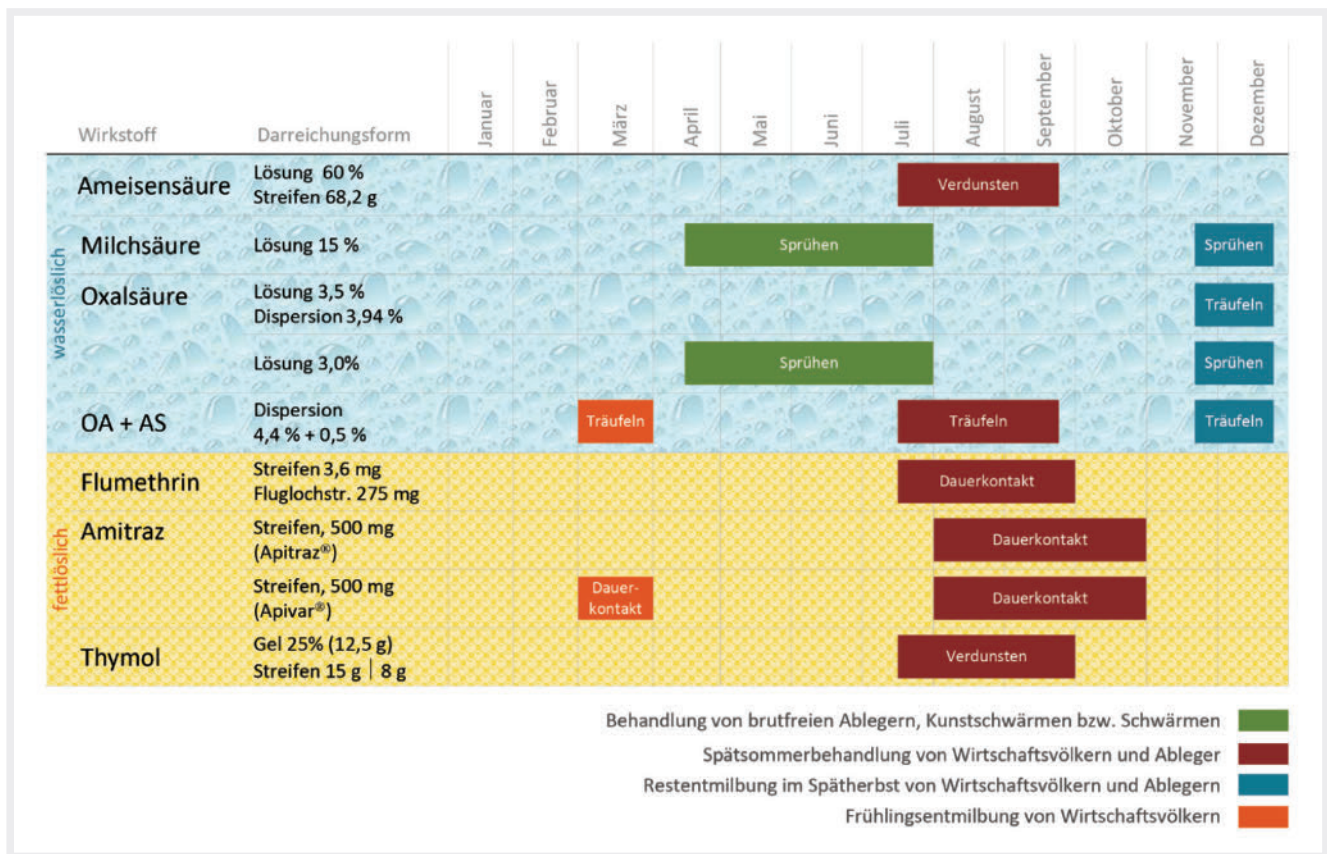 Wirkstoff Darreichungsform Januar Februar März April Mai Juni Juli August September Oktober November Dezember
wasserlöslich
Ameisensäure
Lösung 60 %
Streifen 68,2 g
Verdunsten
Milchsäure
Lösung 15 %
Sprühen
Sprühen
Oxalsäure
Lösung 3,5 %
Dispersion 3,94 %
Träufeln
Lösung 3,0%
Sprühen
Sprühen
OA + AS
Dispersion
4,4 % + 0,5 %
Träufeln
Träufeln
Träufeln
fettlöslich
Flumethrin
Streifen 3,6 mg
Fluglochstr. 275 mg
Dauerkontakt
Amitraz
Streifen, 500 mg
(Apitraz®)
Dauerkontakt
Streifen, 500 mg
(Apivar®)
Dauer-
kontakt
Dauerkontakt
Thymol
Gel 25% (12,5 g)
Streifen 15 g | 8 g
Verdunsten
Behandlung von brutfreien Ablegern, Kunstschwärmen bzw. Schwärmen
Spätsommerbehandlung von Wirtschaftsvölkern und Ableger
Restentmilbung im Spätherbst von Wirtschaftsvölkern und Ablegern
Frühlingsentmilbung von Wirtschaftsvölkern